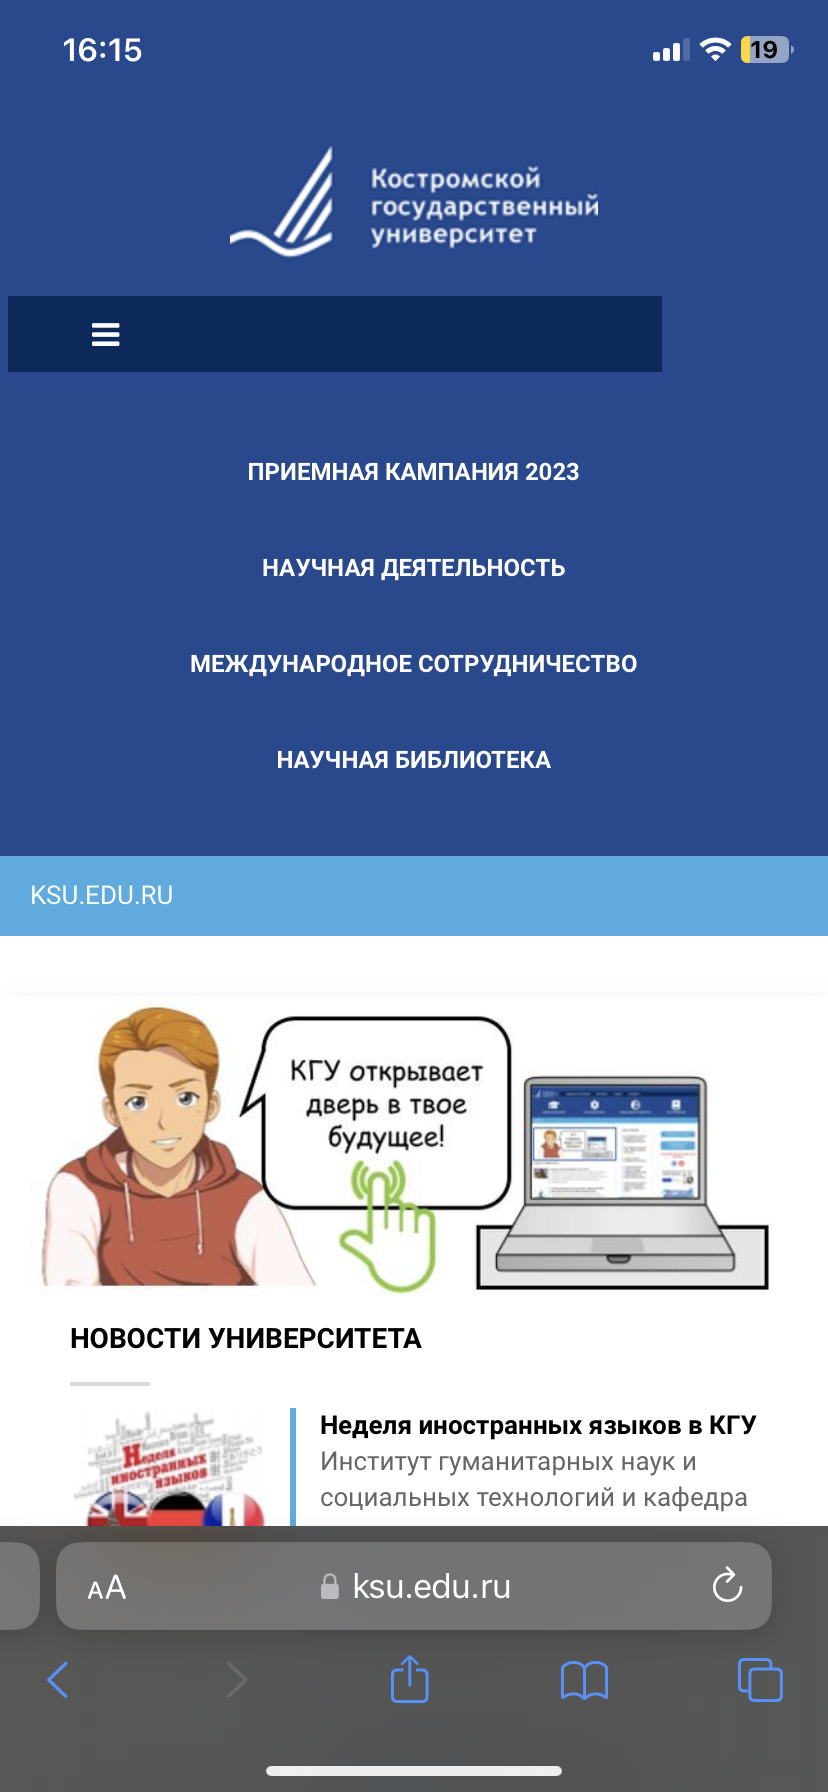 16:15
19
Костромской
государственный
университет
ПРИЕМНАЯ КАМПАНИЯ 2023
НАУЧНАЯ ДЕЯТЕЛЬНОСТЬ
МЕЖДУНАРОДНОЕ СОТРУДНИЧЕСТВО
НАУЧНАЯ БИБЛИОТЕКА
KSU.EDU.RU
КГУ открывает
дверь в твое
будущее!
НОВОСТИ УНИВЕРСИТЕТА
Неделя
иностранных
языков
Неделя иностранных языков в КГУ
Институт гуманитарных наук и
социальных технологий и кафедра
AA
ksu.edu.ru